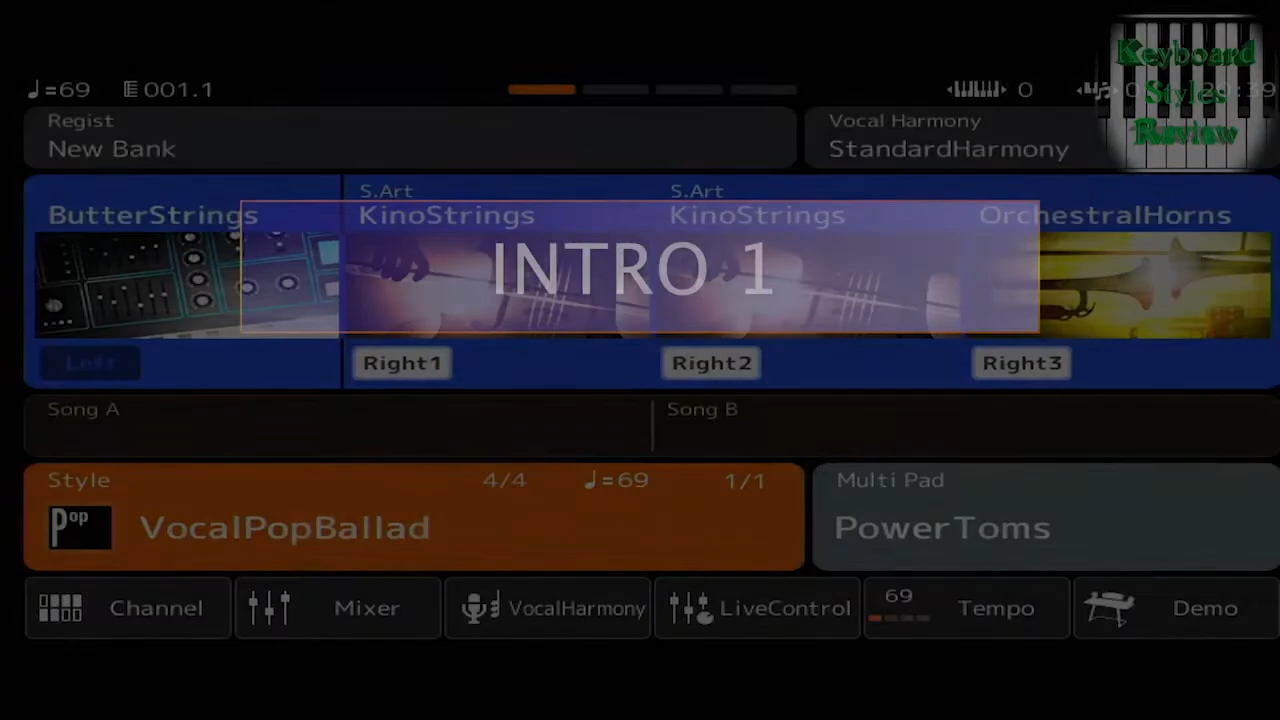 ♩=69 001.1 0
Keyboard
Styles
Review
Regist
New Bank
Vocal Harmony
StandardHarmony
ButterStrings
S.Art
KinoStrings
S.Art
KinoStrings
OrchestralHorns
INTRO 1
Left
Right1
Right2
Right3
Song A
Song B
Style 4/4 ♩=69 1/1
Pop
VocalPopBallad
Multi Pad
PowerToms
Channel
Mixer
VocalHarmony
LiveControl
69
Tempo
Demo